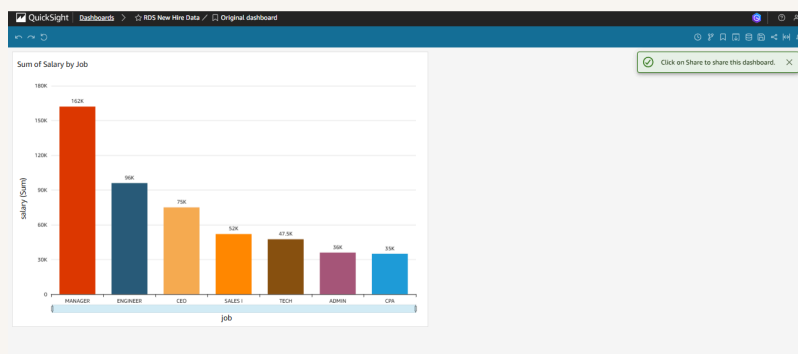 QuickSight Dashboards > RDS New Hire Data / Original dashboard
Click on Share to share this dashboard.
Sum of Salary by Job
180K
162K
150K
120K
96K
90K
75K
60K
52K
47.5K
36K
35K
30K
0
salary (Sum)
MANAGER ENGINEER CEO SALES I TECH ADMIN CPA
job